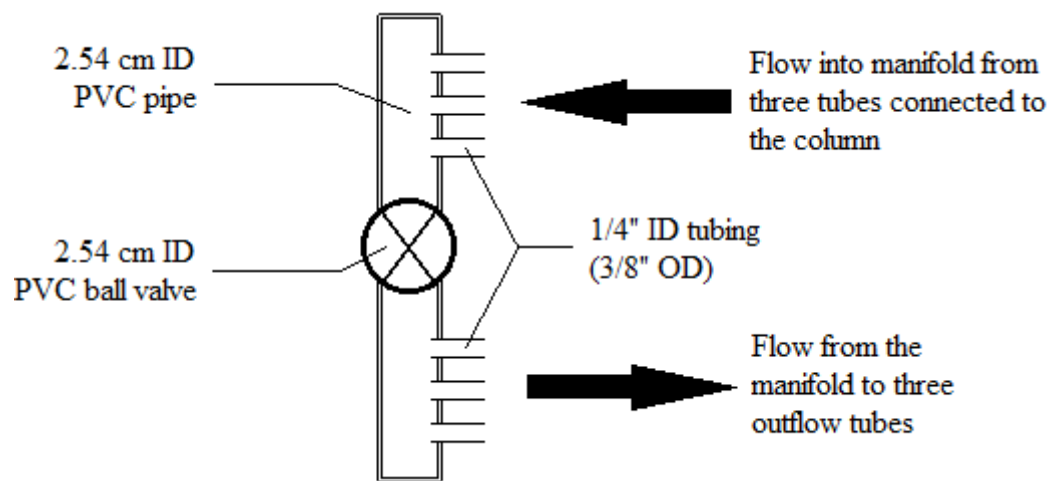 2.54 cm ID
PVC pipe
Flow into manifold from
three tubes connected to
the column
2.54 cm ID
PVC ball valve
1/4" ID tubing
(3/8" OD)
Flow from the
manifold to three
outflow tubes